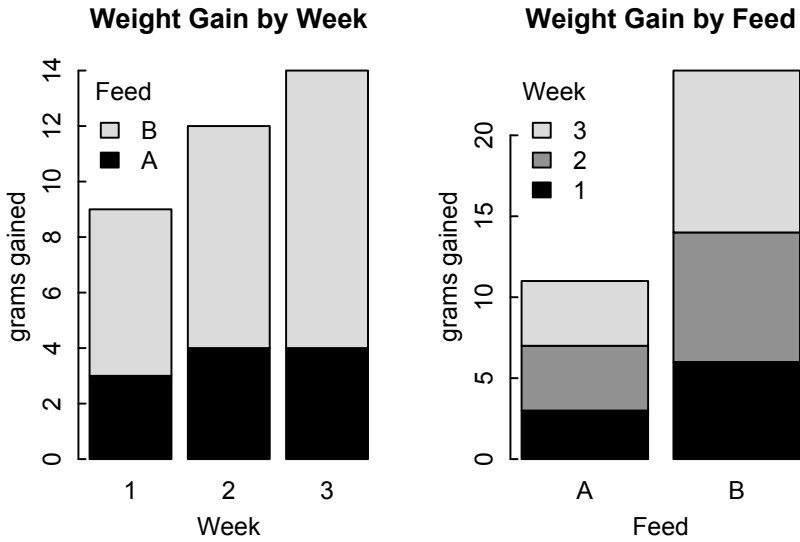 Weight Gain by Week
14
12
10
8
6
4
2
0
grams gained
Feed
B
A
1 2 3
Week
Weight Gain by Feed
20
15
10
5
0
grams gained
Week
3
2
1
A B
Feed